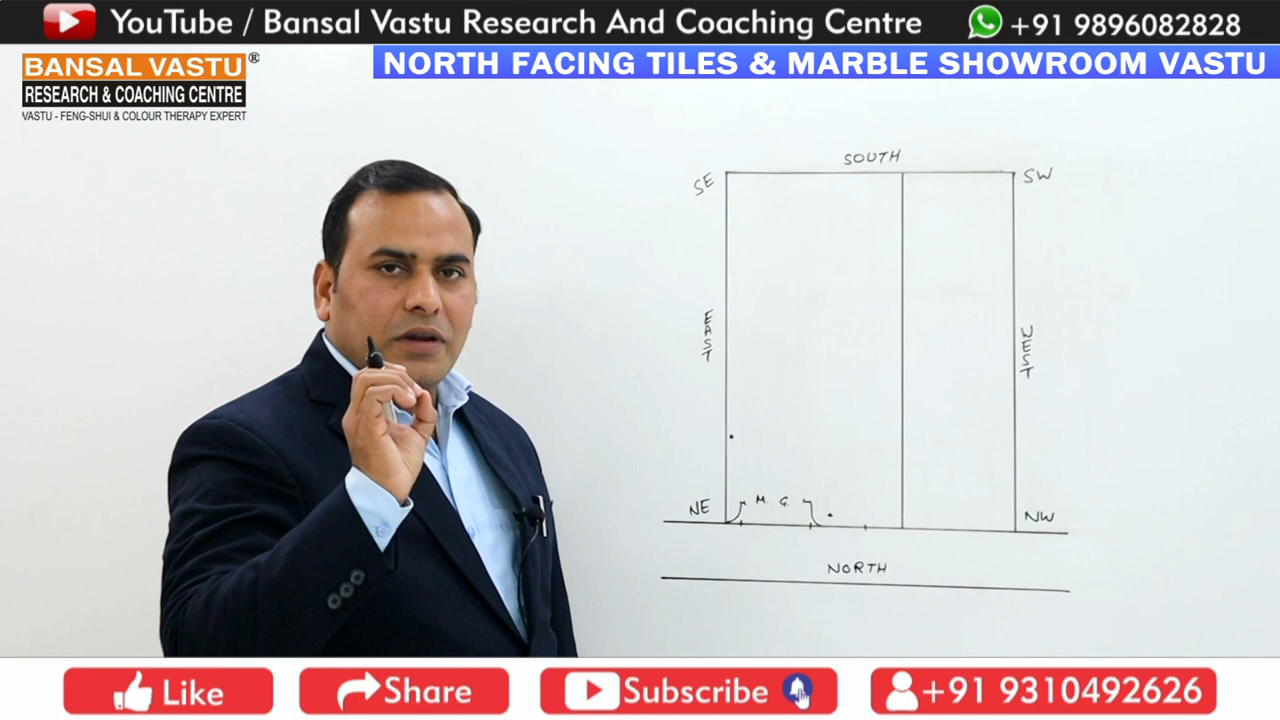 YouTube / Bansal Vastu Research And Coaching Centre
+91 9896082828
BANSAL VASTU®
RESEARCH & COACHING CENTRE
VASTU - FENG-SHUI & COLOUR THERAPY EXPERT
NORTH FACING TILES & MARBLE SHOWROOM VASTU
SOUTH
SE
SW
EAST
WEST
NE
M. G.
NW
NORTH
Like
Share
Subscribe
+91 9310492626